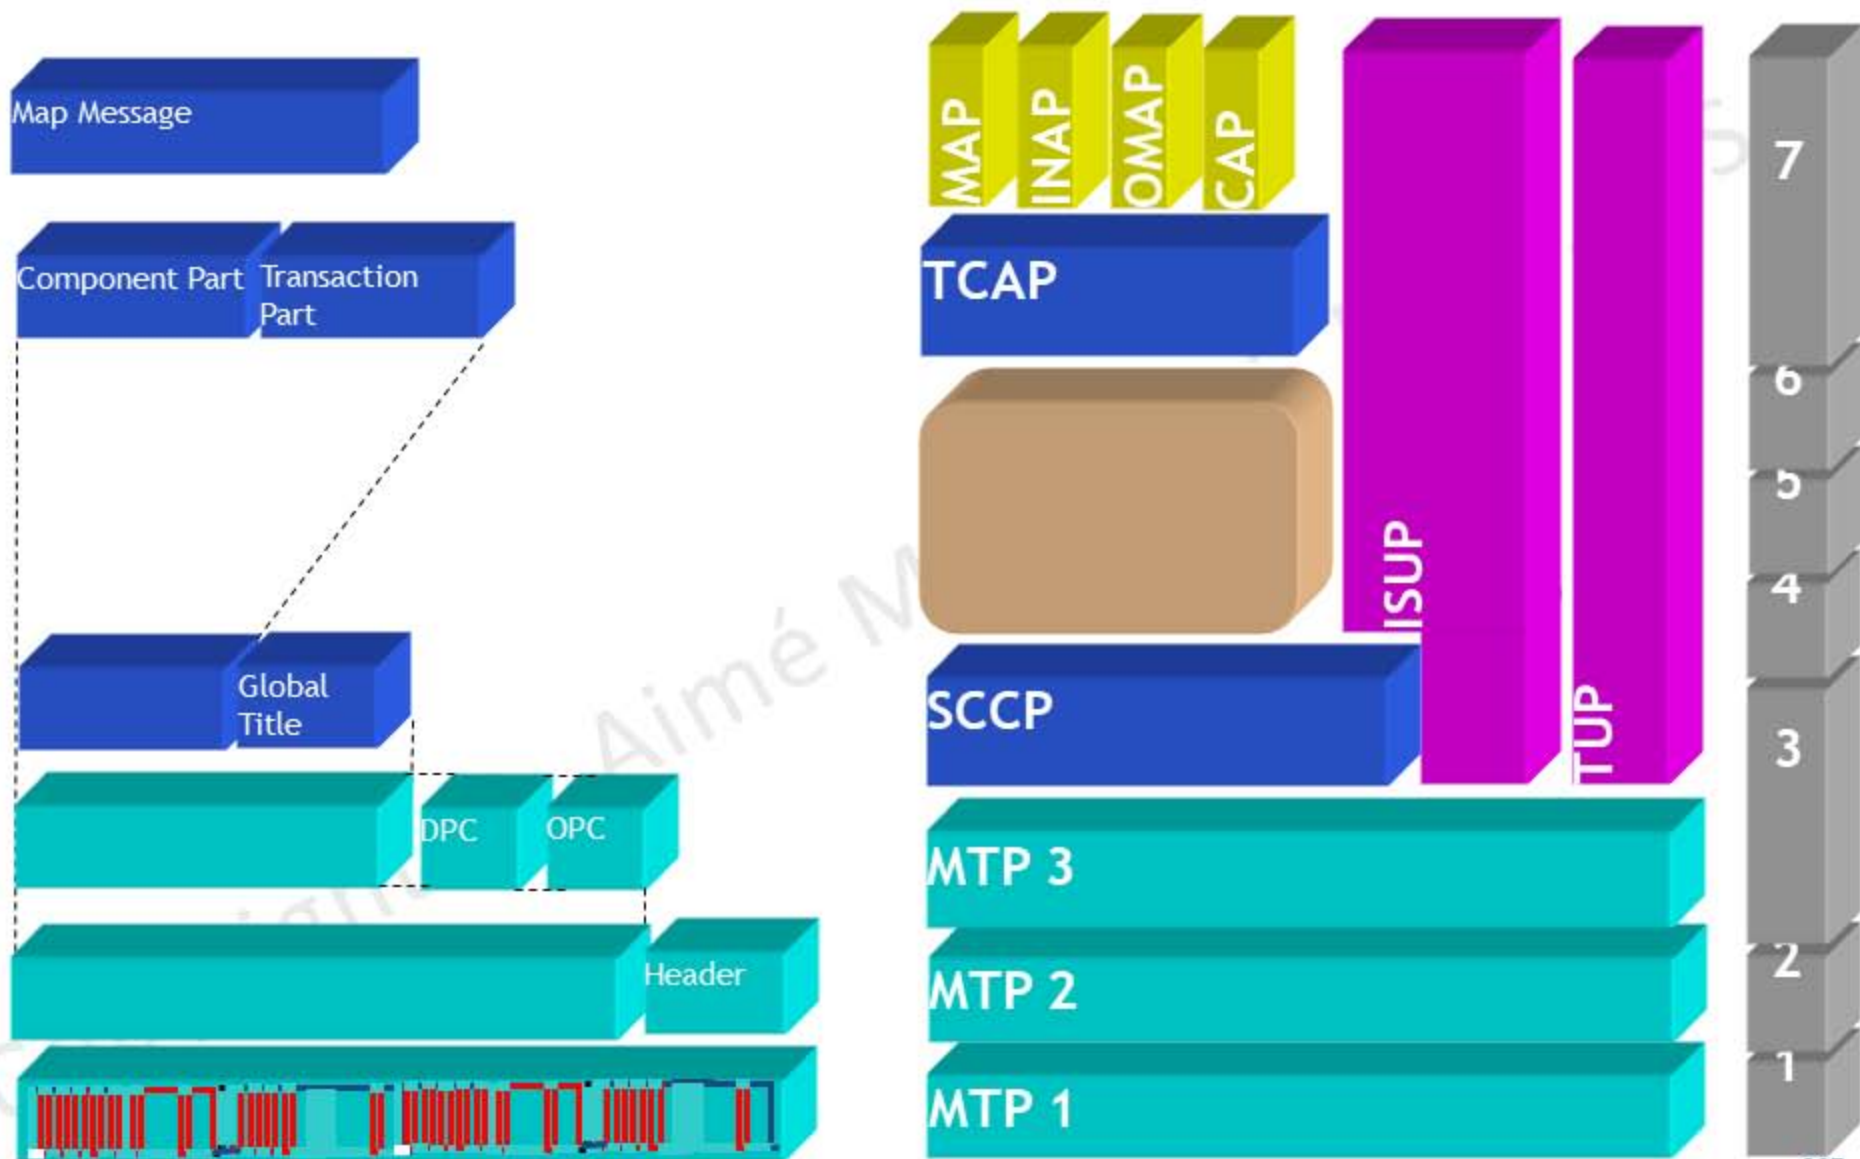 Map Message
Component Part
Transaction
Part
Global
Title
DPC
OPC
Header
MAP
INAP
OMAP
CAP
TCAP
ISUP
TUP
SCCP
MTP 3
MTP 2
MTP 1
7
6
5
4
3
2
1
Aimé